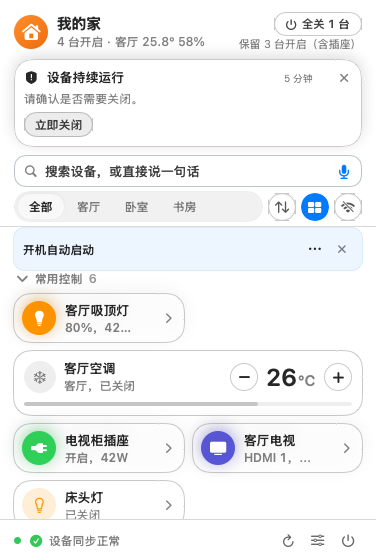 我的家
全关 1 台
4 台开启 · 客厅 25.8° 58%
保留 3 台开启（含插座）
设备持续运行
5 分钟
请确认是否需要关闭。
立即关闭
搜索设备，或直接说一句话
全部 客厅 卧室 书房
开机自动启动
常用控制 6
客厅吸顶灯
80%，42...
客厅空调
客厅，已关闭
26°C
电视柜插座
开启，42W
客厅电视
HDMI 1，...
床头灯
已关闭
设备同步正常